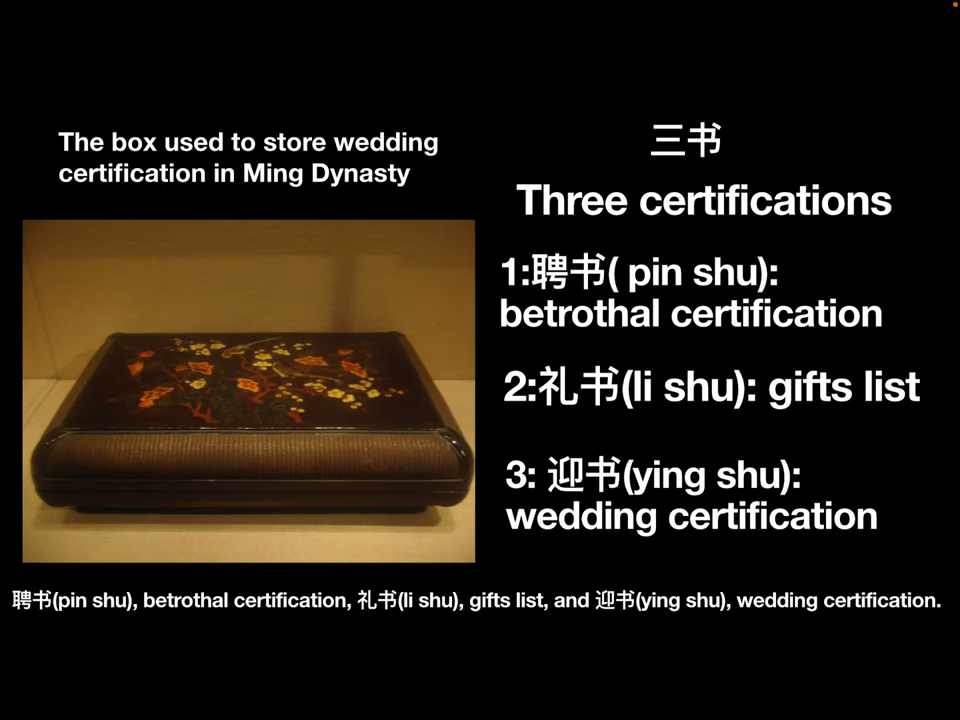 The box used to store wedding
certification in Ming Dynasty
三书
Three certifications
1:聘书( pin shu):
betrothal certification
2:礼书(li shu): gifts list
3: 迎书(ying shu):
wedding certification
聘书(pin shu), betrothal certification, 礼书(li shu), gifts list, and 迎书(ying shu), wedding certification.